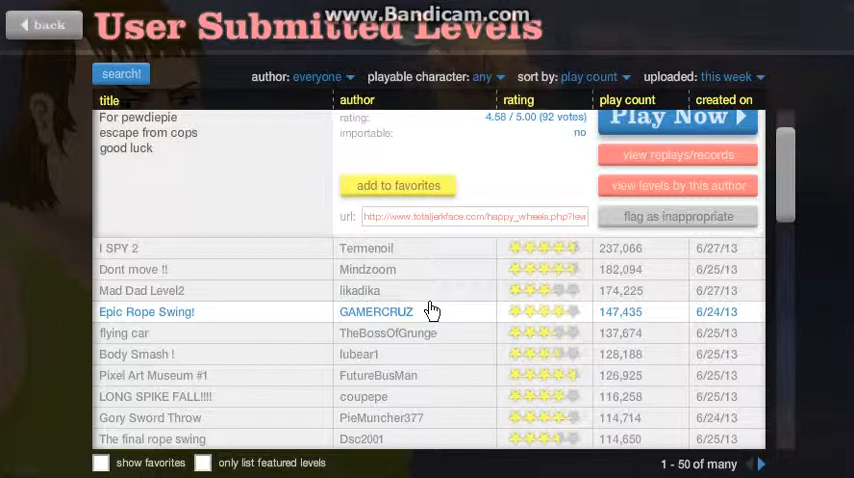 www.Bandicam.com
back
User Submitted Levels
search!
author: everyone playable character: any sort by: play count uploaded: this week
title author rating play count created on
For pewdiepie
escape from cops
good luck
rating: 4.58 / 5.00 (92 votes)
importable: no
Play Now
view replays/records
add to favorites
view levels by this author
url: http://www.totaljerkface.com/happy_wheels.php?leve
flag as inappropriate
I SPY 2 Termenoil 237,066 6/27/13
Dont move !! Mindzoom 182,094 6/25/13
Mad Dad Level2 likadika 174,225 6/27/13
Epic Rope Swing! GAMERCRUZ 147,435 6/24/13
flying car TheBossOfGrunge 137,674 6/25/13
Body Smash ! lubear1 128,188 6/25/13
Pixel Art Museum #1 FutureBusMan 126,925 6/25/13
LONG SPIKE FALL!!!! coupepe 116,258 6/25/13
Gory Sword Throw PieMuncher377 114,714 6/24/13
The final rope swing Dsc2001 114,650 6/25/13
show favorites only list featured levels 1 - 50 of many